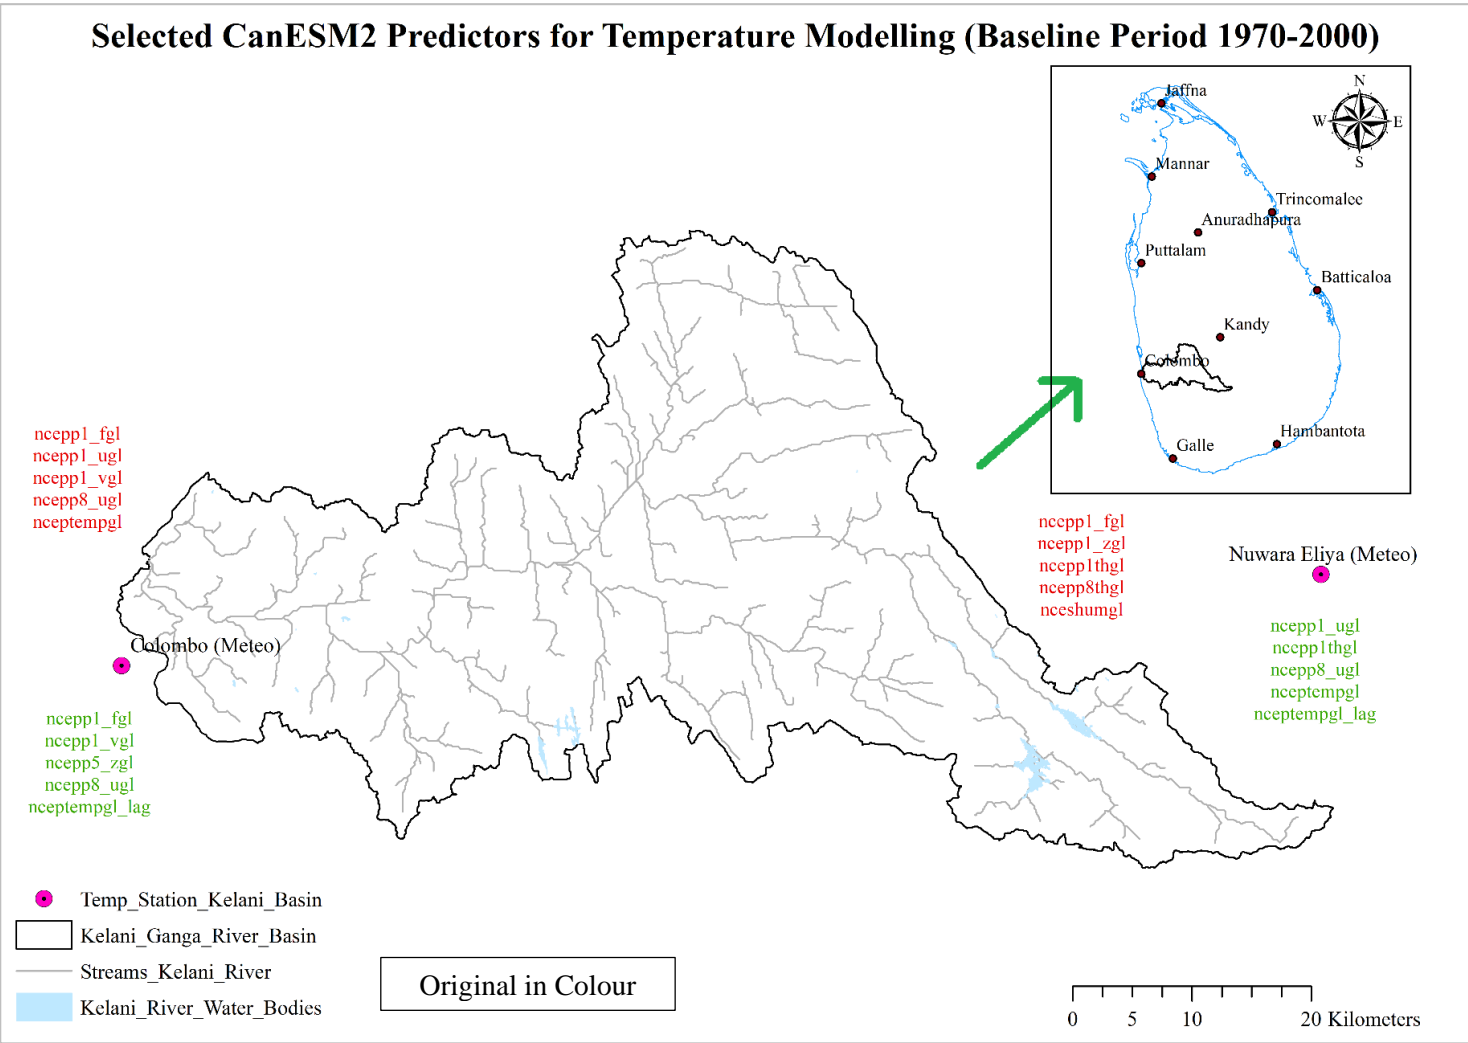 Selected CanESM2 Predictors for Temperature Modelling (Baseline Period 1970-2000)
Jaffna
N
W
E
S
Mannar
Trincomalee
Anuradhapura
Puttalam
Batticaloa
Kandy
Colombo
Hambantota
Galle
ncepp1_fgl
ncepp1_ugl
ncepp1_vgl
ncepp8_ugl
nceptempgl
ncepp1_fgl
ncepp1_zgl
ncepp1thgl
ncepp8thgl
nceshumgl
Nuwara Eliya (Meteo)
ncepp1_ugl
ncepp1thgl
ncepp8_ugl
nceptempgl
nceptempgl_lag
Colombo (Meteo)
ncepp1_fgl
ncepp1_vgl
ncepp5_zgl
ncepp8_ugl
nceptempgl_lag
Temp_Station_Kelani_Basin
Kelani_Ganga_River_Basin
Streams_Kelani_River
Kelani_River_Water_Bodies
Original in Colour
0 5 10 20 Kilometers